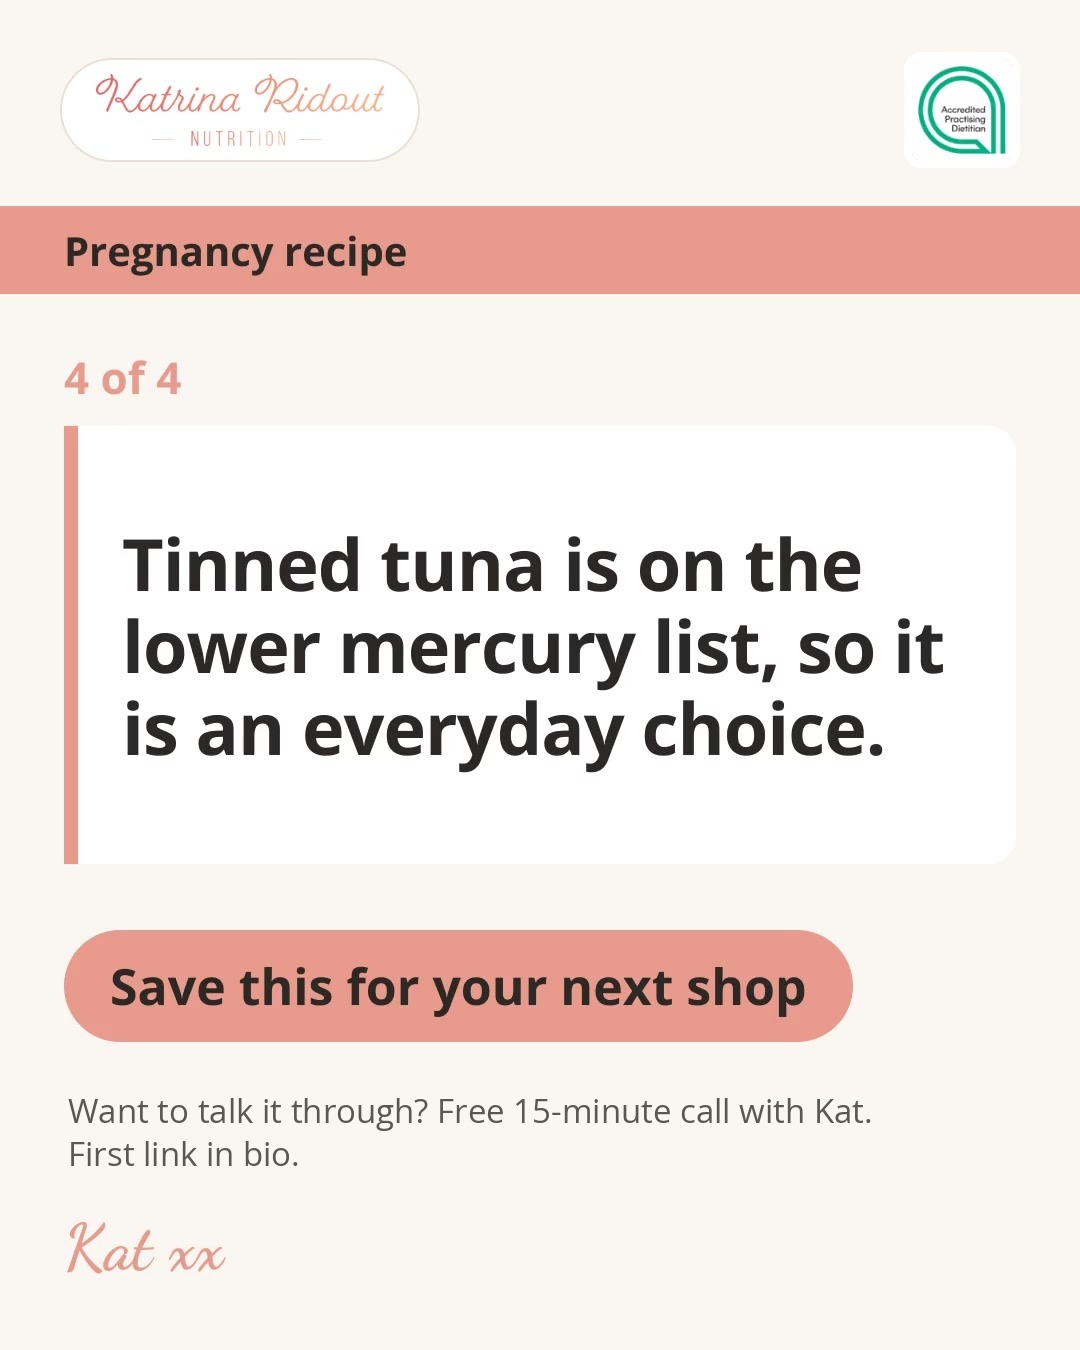 Katrina Ridout
NUTRITION
Accredited
Practising
Dietitian
Pregnancy recipe
4 of 4
Tinned tuna is on the
lower mercury list, so it
is an everyday choice.
Save this for your next shop
Want to talk it through? Free 15-minute call with Kat.
First link in bio.
Kat xx